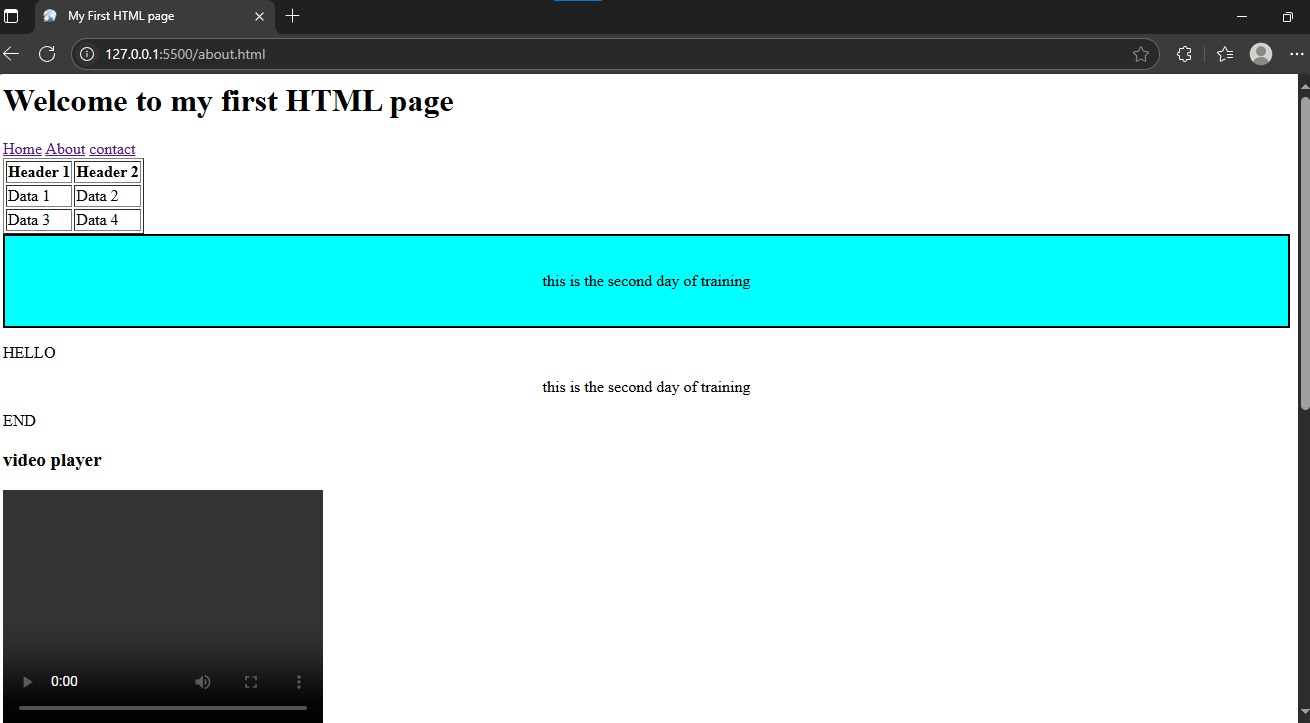 My First HTML page
127.0.0.1:5500/about.html
Welcome to my first HTML page
Home About contact
Header 1 Header 2
Data 1 Data 2
Data 3 Data 4
this is the second day of training
HELLO
this is the second day of training
END
video player
0:00